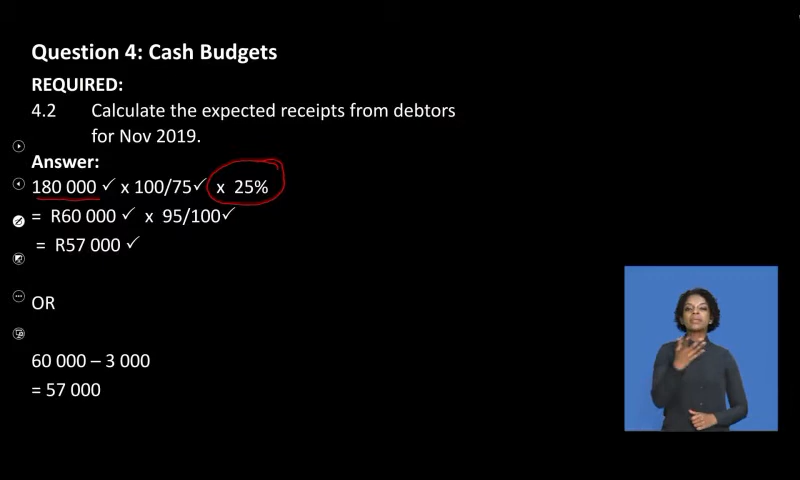 Question 4: Cash Budgets
REQUIRED:
4.2 Calculate the expected receipts from debtors
for Nov 2019.
Answer:
180 000 ✓ x 100/75✓ x 25%
= R60 000 ✓ x 95/100✓
= R57 000 ✓
OR
60 000 – 3 000
= 57 000